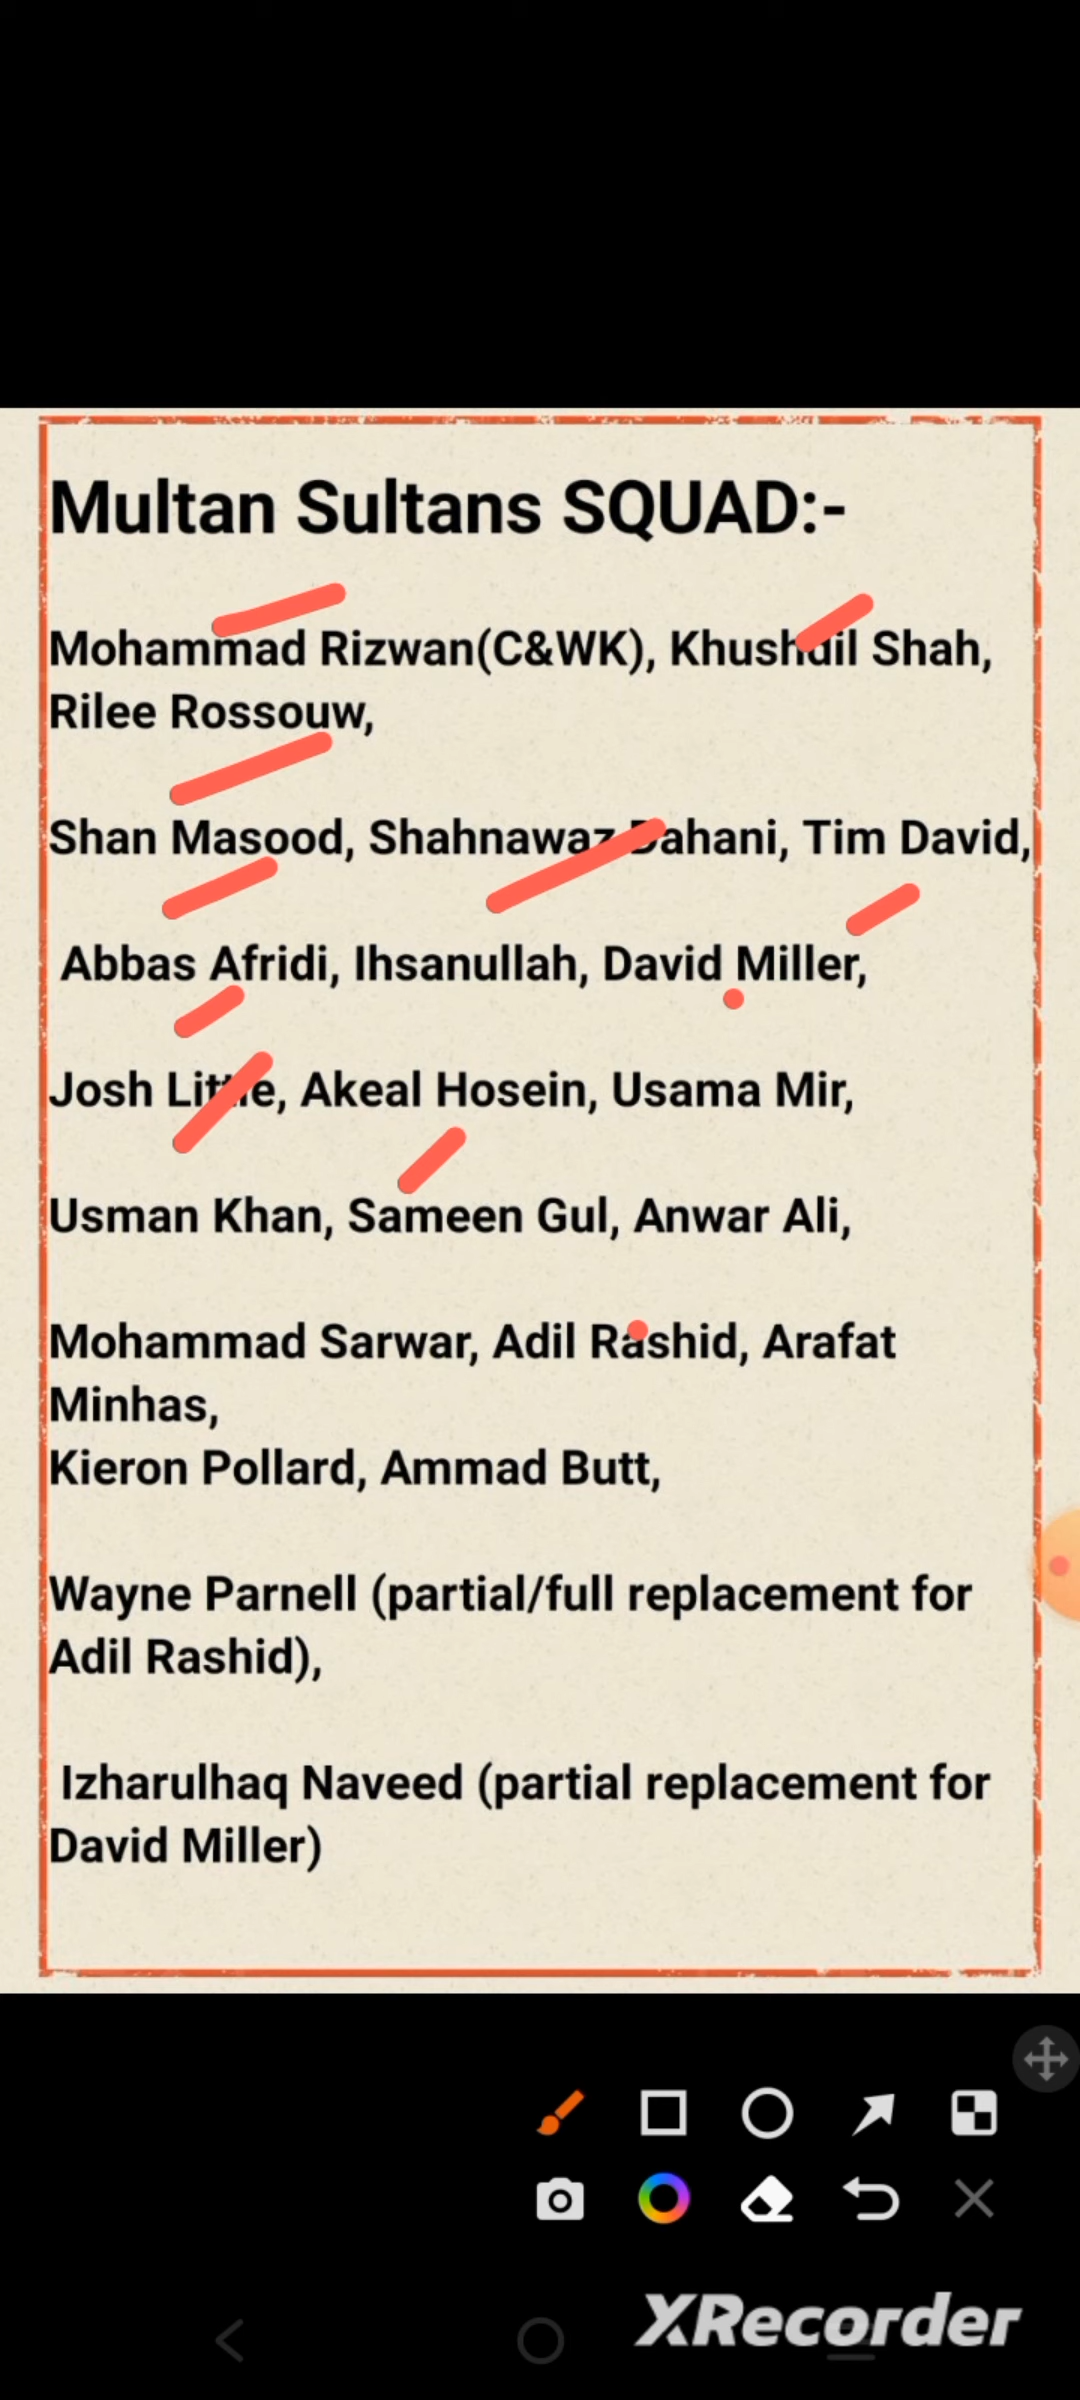 Multan Sultans SQUAD:-
Mohammad Rizwan(C&WK), Khushdil Shah,
Rilee Rossouw,
Shan Masood, Shahnawaz Dahani, Tim David,
Abbas Afridi, Ihsanullah, David Miller,
Josh Little, Akeal Hosein, Usama Mir,
Usman Khan, Sameen Gul, Anwar Ali,
Mohammad Sarwar, Adil Rashid, Arafat
Minhas,
Kieron Pollard, Ammad Butt,
Wayne Parnell (partial/full replacement for
Adil Rashid),
Izharulhaq Naveed (partial replacement for
David Miller)
XRecorder